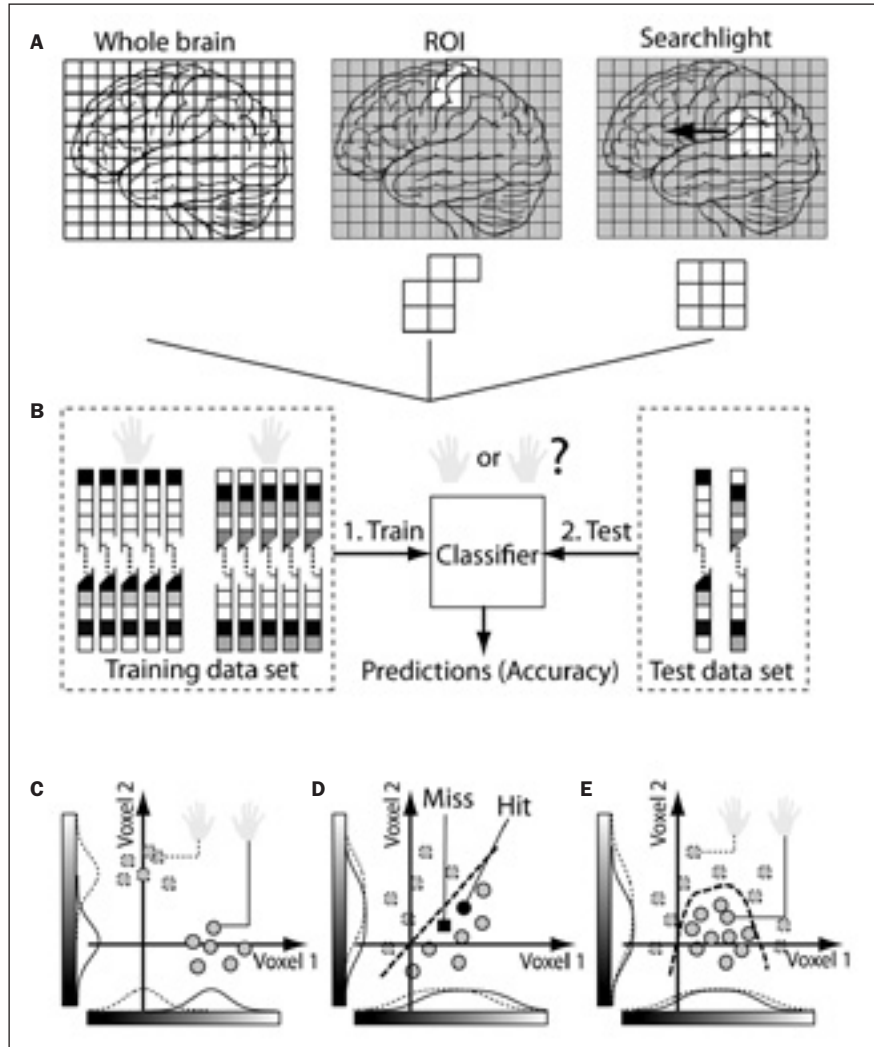 A
Whole brain
ROI
Searchlight
B
or
?
1. Train
2. Test
Classifier
Training data set
Predictions (Accuracy)
Test data set
C
Voxel 2
Voxel 1
D
Miss
Hit
Voxel 2
Voxel 1
E
Voxel 2
Voxel 1